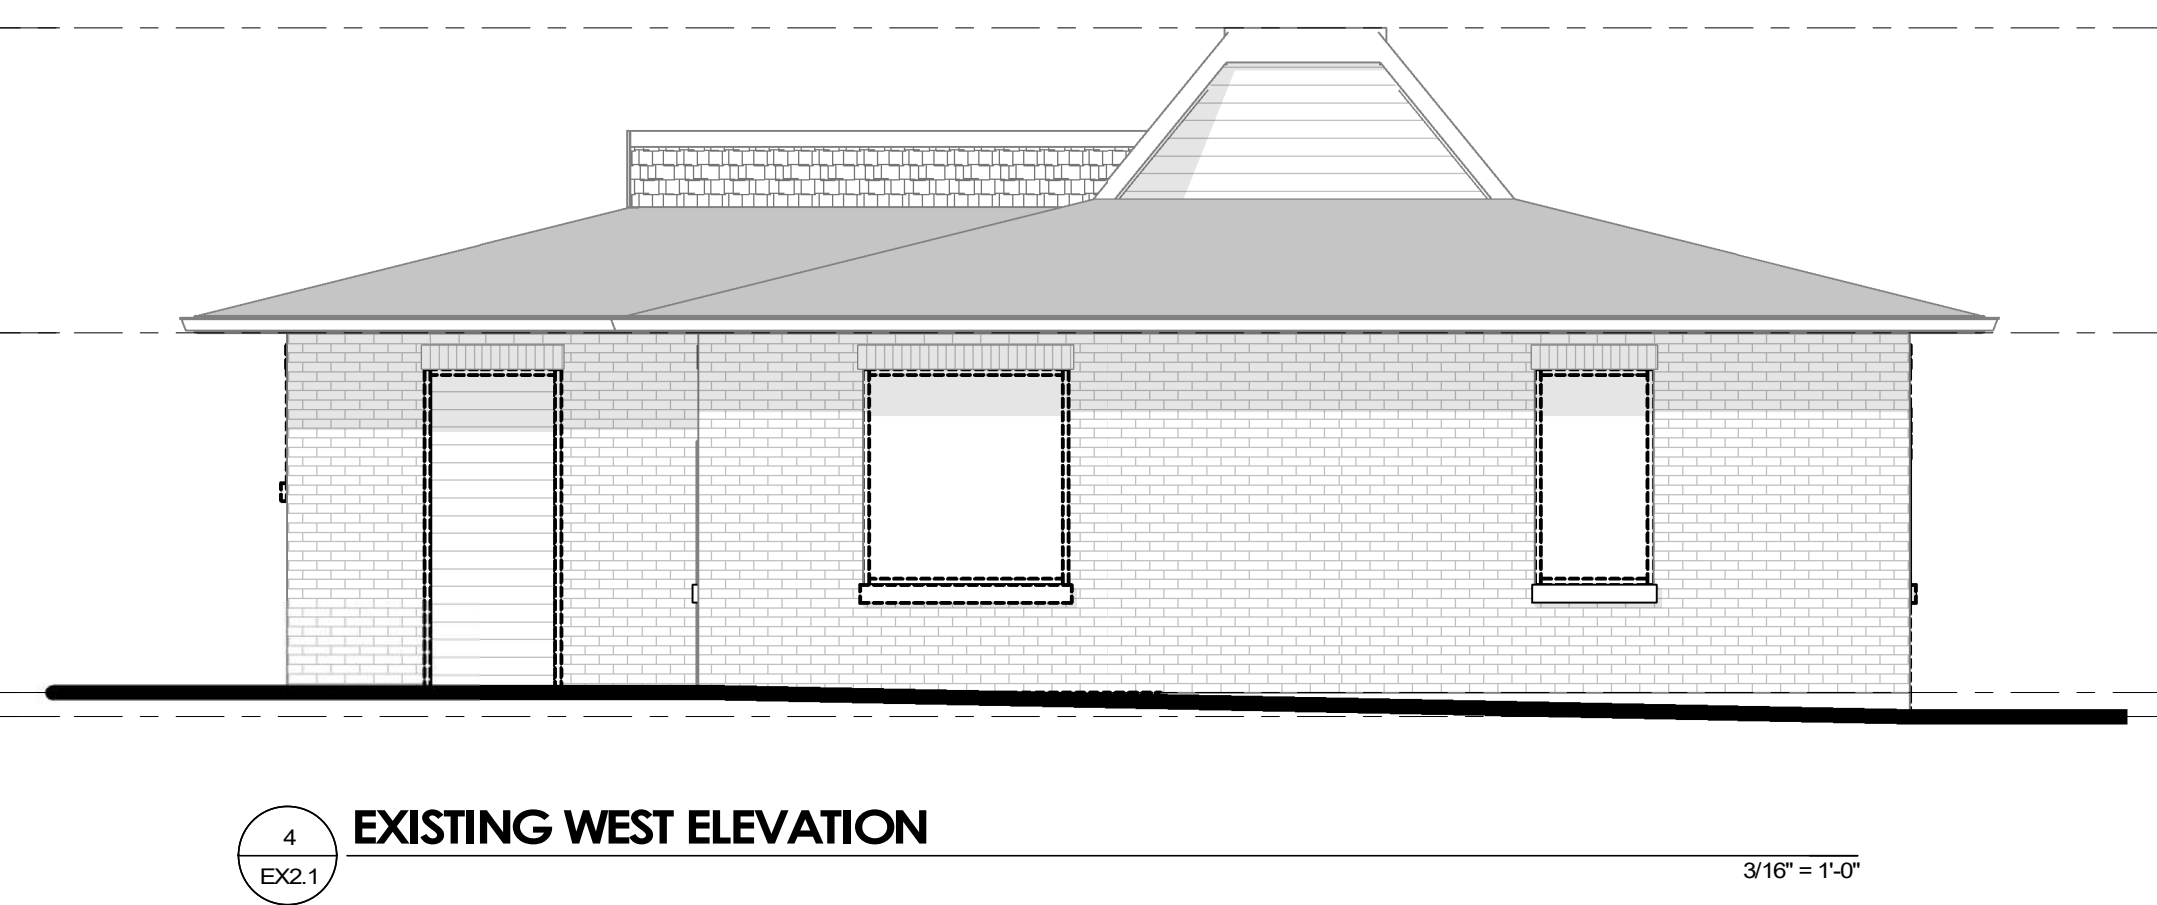 4
EXISTING WEST ELEVATION
EX2.1
3/16" = 1'-0"